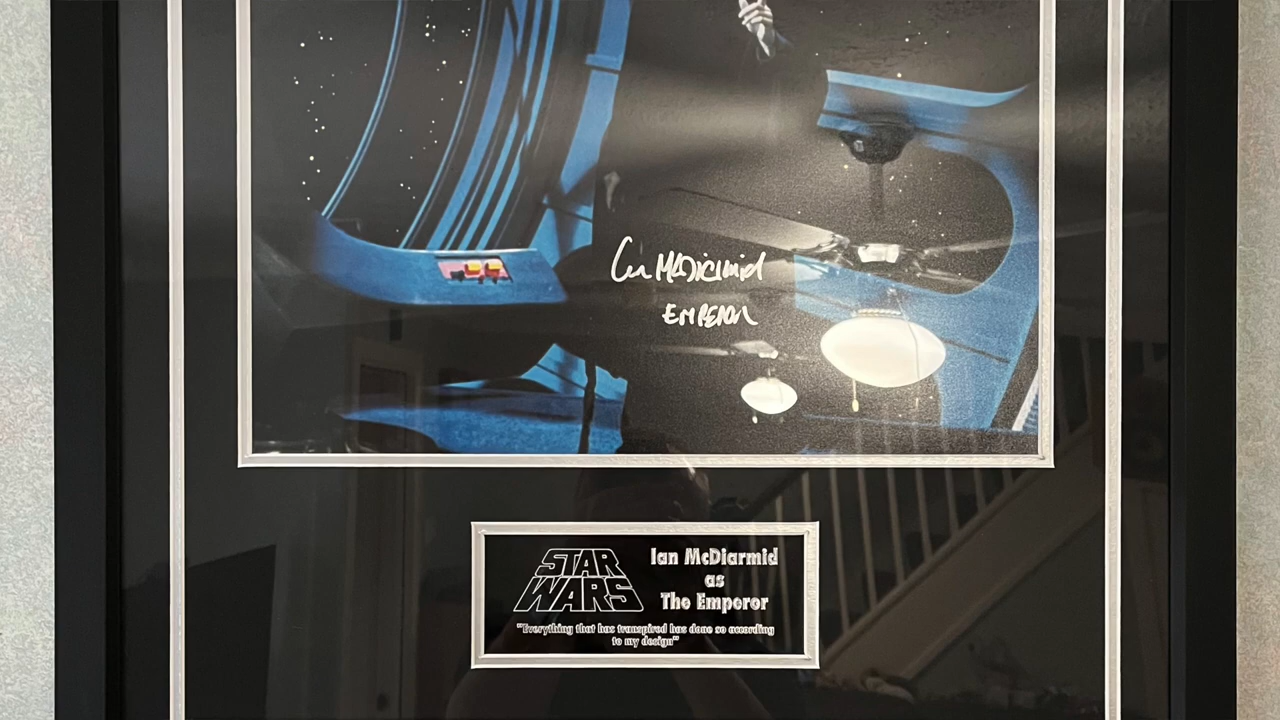 Ian McDiarmid
EMPEROR
STAR
WARS
Ian McDiarmid
as
The Emperor
"Everything that has transpired has done so according
to my design"